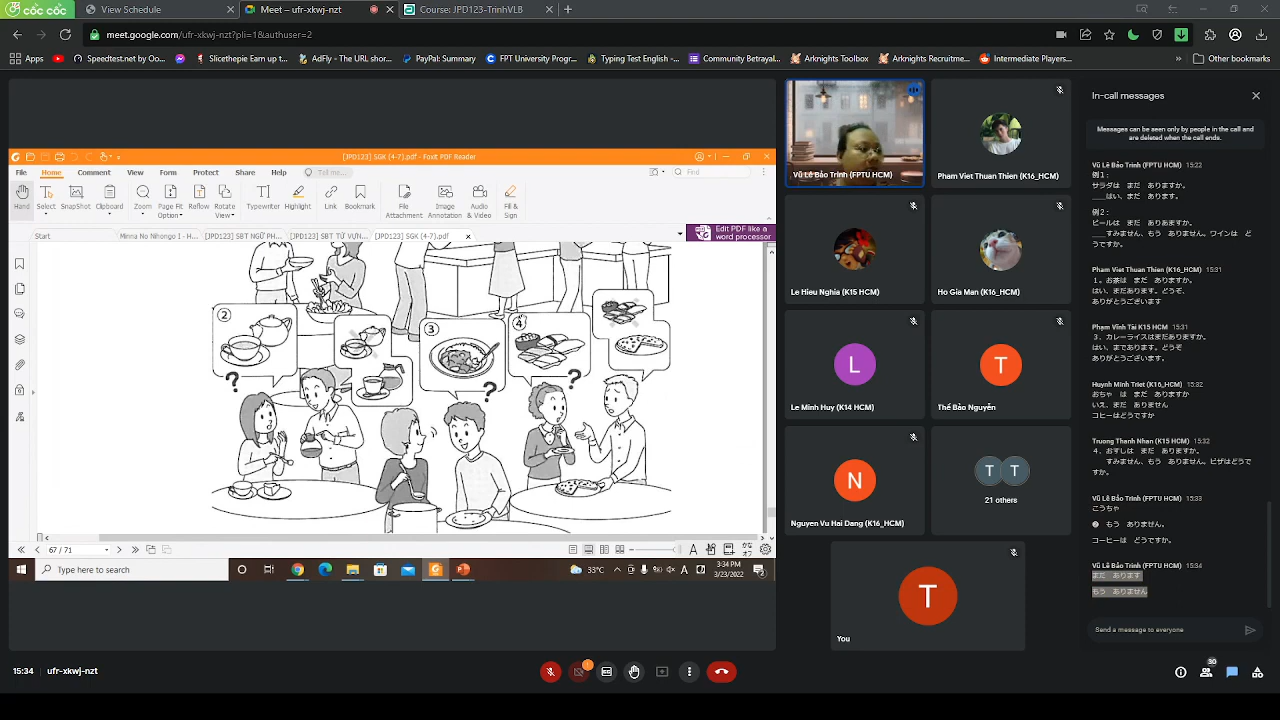 cốc cốc
View Schedule
Meet – ufr-xkwj-nzt
Course: JPD123-TrinhVLB
meet.google.com/ufr-xkwj-nzt?pli=1&authuser=2
Apps
Speedtest.net by Oo...
Slicethepie Earn up t...
AdFly - The URL shor...
PayPal: Summary
FPT University Progr...
Typing Test English -...
Community Betrayal...
Arknights Toolbox
Arknights Recruitme...
Intermediate Players...
»
Other bookmarks
[JPD123] SGK (4-7).pdf - Foxit PDF Reader
File
Home
Comment
View
Form
Protect
Share
Help
Tell me...
Find
Hand
Select
SnapShot
Clipboard
Zoom
Page Fit Option
Reflow
Rotate View
Typewriter
Highlight
Link
Bookmark
File Attachment
Image Annotation
Audio & Video
Fill & Sign
Start
Minna No Nihongo I - H...
[JPD123] SBT NGỮ PH...
[JPD123] SBT TỪ VỰN...
[JPD123] SGK (4-7).pdf
Edit PDF like a
word processor
②
③
④
?
?
?
67 / 71
Type here to search
33°C
3:34 PM
3/23/2022
2
Vũ Lê Bảo Trinh (FPTU HCM)
Pham Viet Thuan Thien (K16_HCM)
Le Hieu Nghia (K15 HCM)
Ho Gia Man (K16_HCM)
L
Le Minh Huy (K14 HCM)
T
Thế Bảo Nguyễn
N
Nguyen Vu Hai Dang (K16_HCM)
T T
21 others
T
You
In-call messages
Messages can be seen only by people in the call and
are deleted when the call ends.
Vũ Lê Bảo Trinh (FPTU HCM) 15:22
例１：
サラダは　まだ　ありますか。
__はい、まだ　あります。
例２：
ビールは　まだ　ああめますか。
__すみません、もう　ありません。ワインは　ど
うですか。
Pham Viet Thuan Thien (K16_HCM) 15:31
１。お茶は　まだ　ありますか。
はい、まだあります。どうぞ。
ありがとうございます
Phạm Vĩnh Tài K15 HCM 15:31
３、カレーライスはまだありますか。
はい、まであります。どうぞ
ありがとうございます。
Huynh Minh Triet (K16_HCM) 15:32
おちゃ　は　まだ　ありますか
いえ、まだ　ありません
コヒーはどうですか
Truong Thanh Nhan (K15 HCM) 15:32
４．おすしは　まだ　ありますか。
__すみません、もう　ありません。ピザはどうで
すか。
Vũ Lê Bảo Trinh (FPTU HCM) 15:33
こうちゃ
❷　もう　ありません。
コーヒーは　どうですか。
Vũ Lê Bảo Trinh (FPTU HCM) 15:34
まだ　あります
もう　ありません
Send a message to everyone
15:34
ufr-xkwj-nzt
30